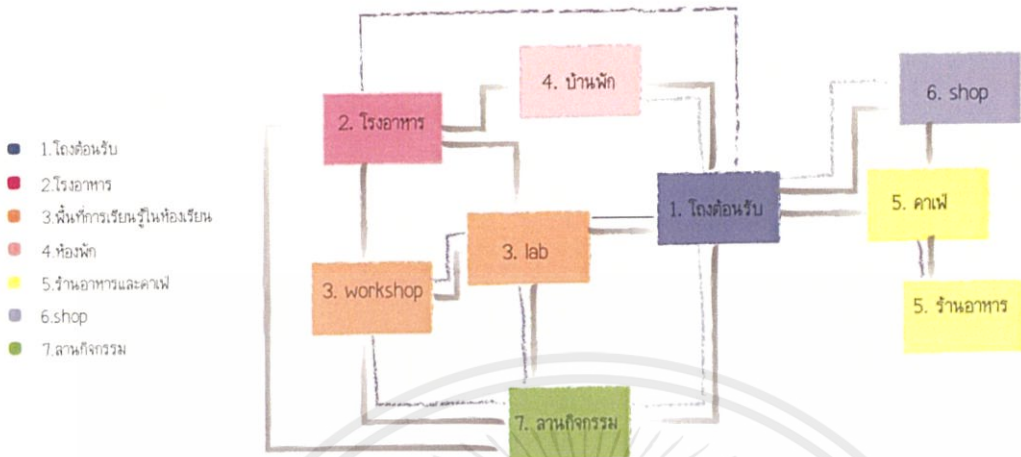 4. บ้านพัก
6. shop
2. โรงอาหาร
1.โถงต้อนรับ
2.โรงอาหาร
3.พื้นที่การเรียนรู้ในห้องเรียน
4.ห้องพัก
5.ร้านอาหารและคาเฟ่
6.shop
7.ลานกิจกรรม
1. โถงต้อนรับ
5. คาเฟ่
3. lab
3. workshop
5. ร้านอาหาร
7. ลานกิจกรรม